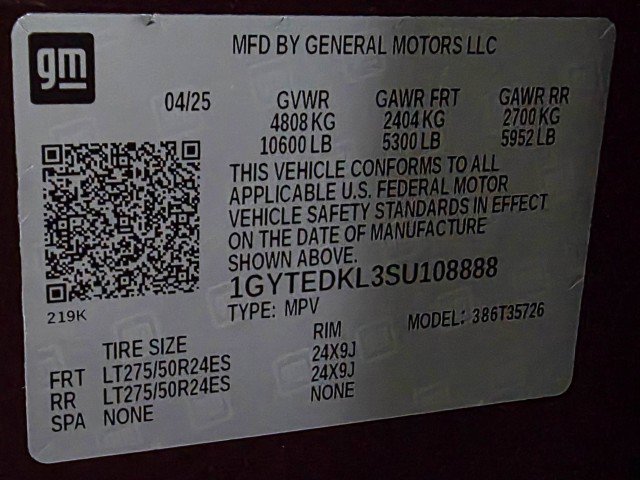 gm
MFD BY GENERAL MOTORS LLC
04/25 GVWR GAWR FRT GAWR RR
4808 KG 2404 KG 2700 KG
10600 LB 5300 LB 5952 LB
THIS VEHICLE CONFORMS TO ALL
APPLICABLE U.S. FEDERAL MOTOR
VEHICLE SAFETY STANDARDS IN EFFECT
ON THE DATE OF MANUFACTURE
SHOWN ABOVE.
1GYTEDKL3SU108888
219K
TYPE: MPV MODEL: 386T35726
TIRE SIZE RIM
FRT LT275/50R24ES 24X9J
RR LT275/50R24ES 24X9J
SPA NONE NONE